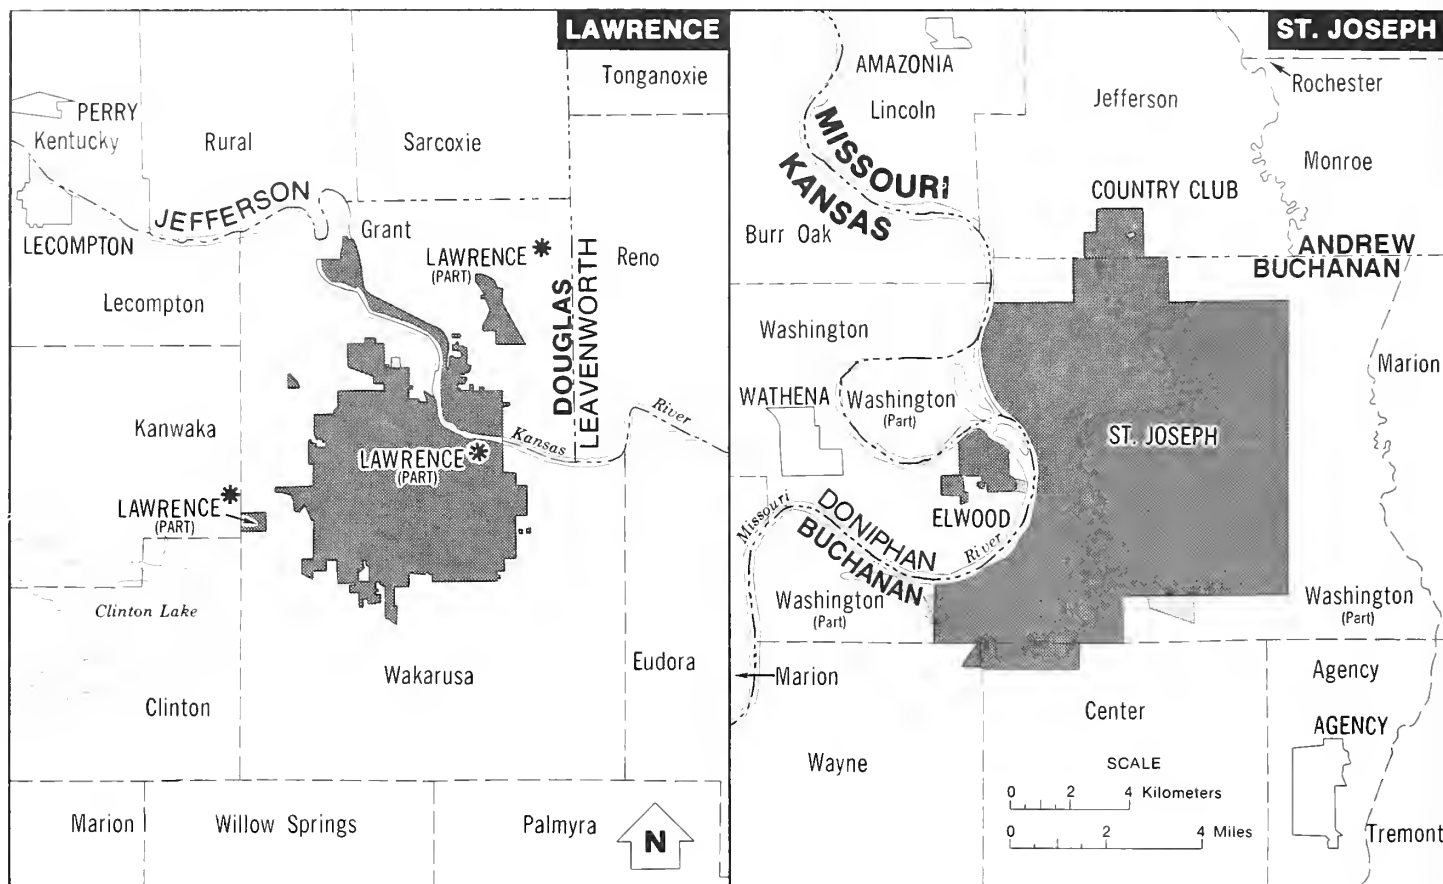 LAWRENCE
Tonganoxie
PERRY
Kentucky
Rural
Sarcoxie
JEFFERSON
LECOMPTON
Grant
LAWRENCE *
(PART)
Reno
DOUGLAS
LEAVENWORTH
Lecompton
Kanwaka
Kansas
River
LAWRENCE *
(PART)
LAWRENCE *
(PART)
Clinton Lake
Wakarusa
Eudora
Clinton
Marion
Willow Springs
Palmyra
N
ST. JOSEPH
AMAZONIA
Lincoln
Jefferson
Rochester
Monroe
MISSOURI
KANSAS
COUNTRY CLUB
Burr Oak
ANDREW
BUCHANAN
Washington
Marion
WATHENA
Washington
(Part)
ST. JOSEPH
ELWOOD
Missouri
River
DONIPHAN
BUCHANAN
Washington
(Part)
Washington
(Part)
Marion
Agency
Center
AGENCY
Wayne
SCALE
0 2 4 Kilometers
0 2 4 Miles
Tremont